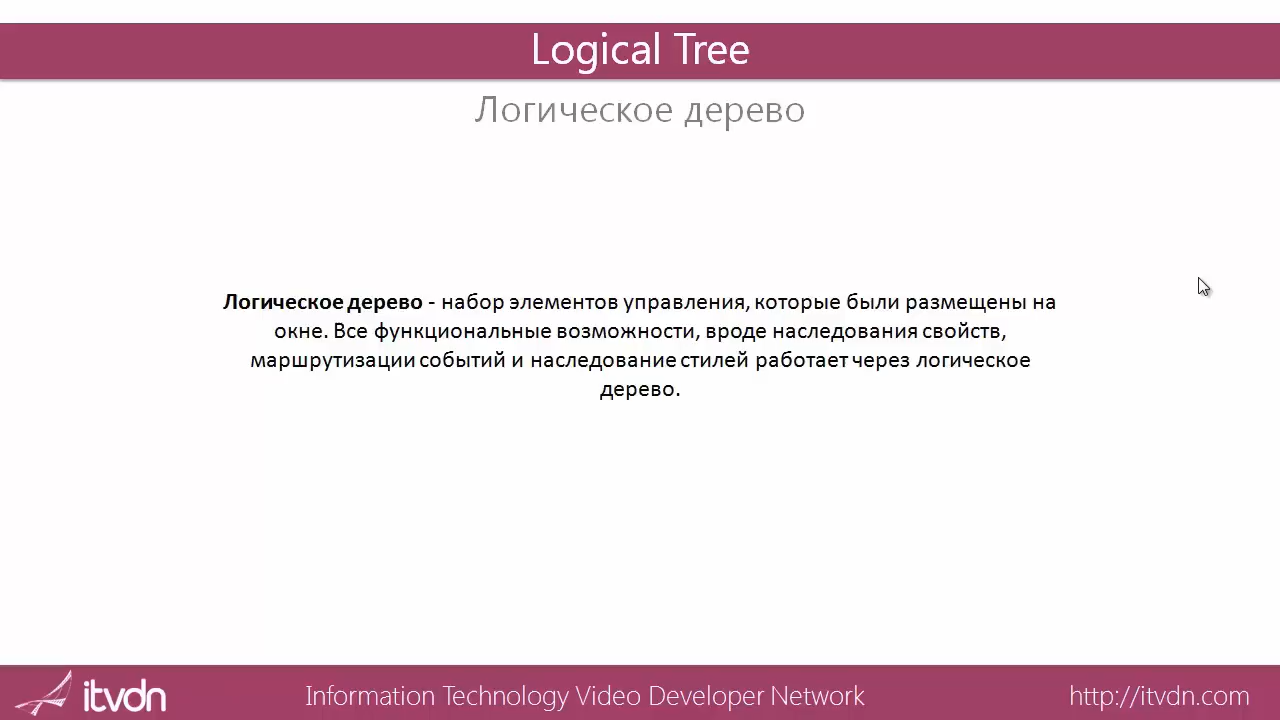 Logical Tree
Логическое дерево
Логическое дерево - набор элементов управления, которые были размещены на
окне. Все функциональные возможности, вроде наследования свойств,
маршрутизации событий и наследование стилей работает через логическое
дерево.
itvdn
Information Technology Video Developer Network
http://itvdn.com